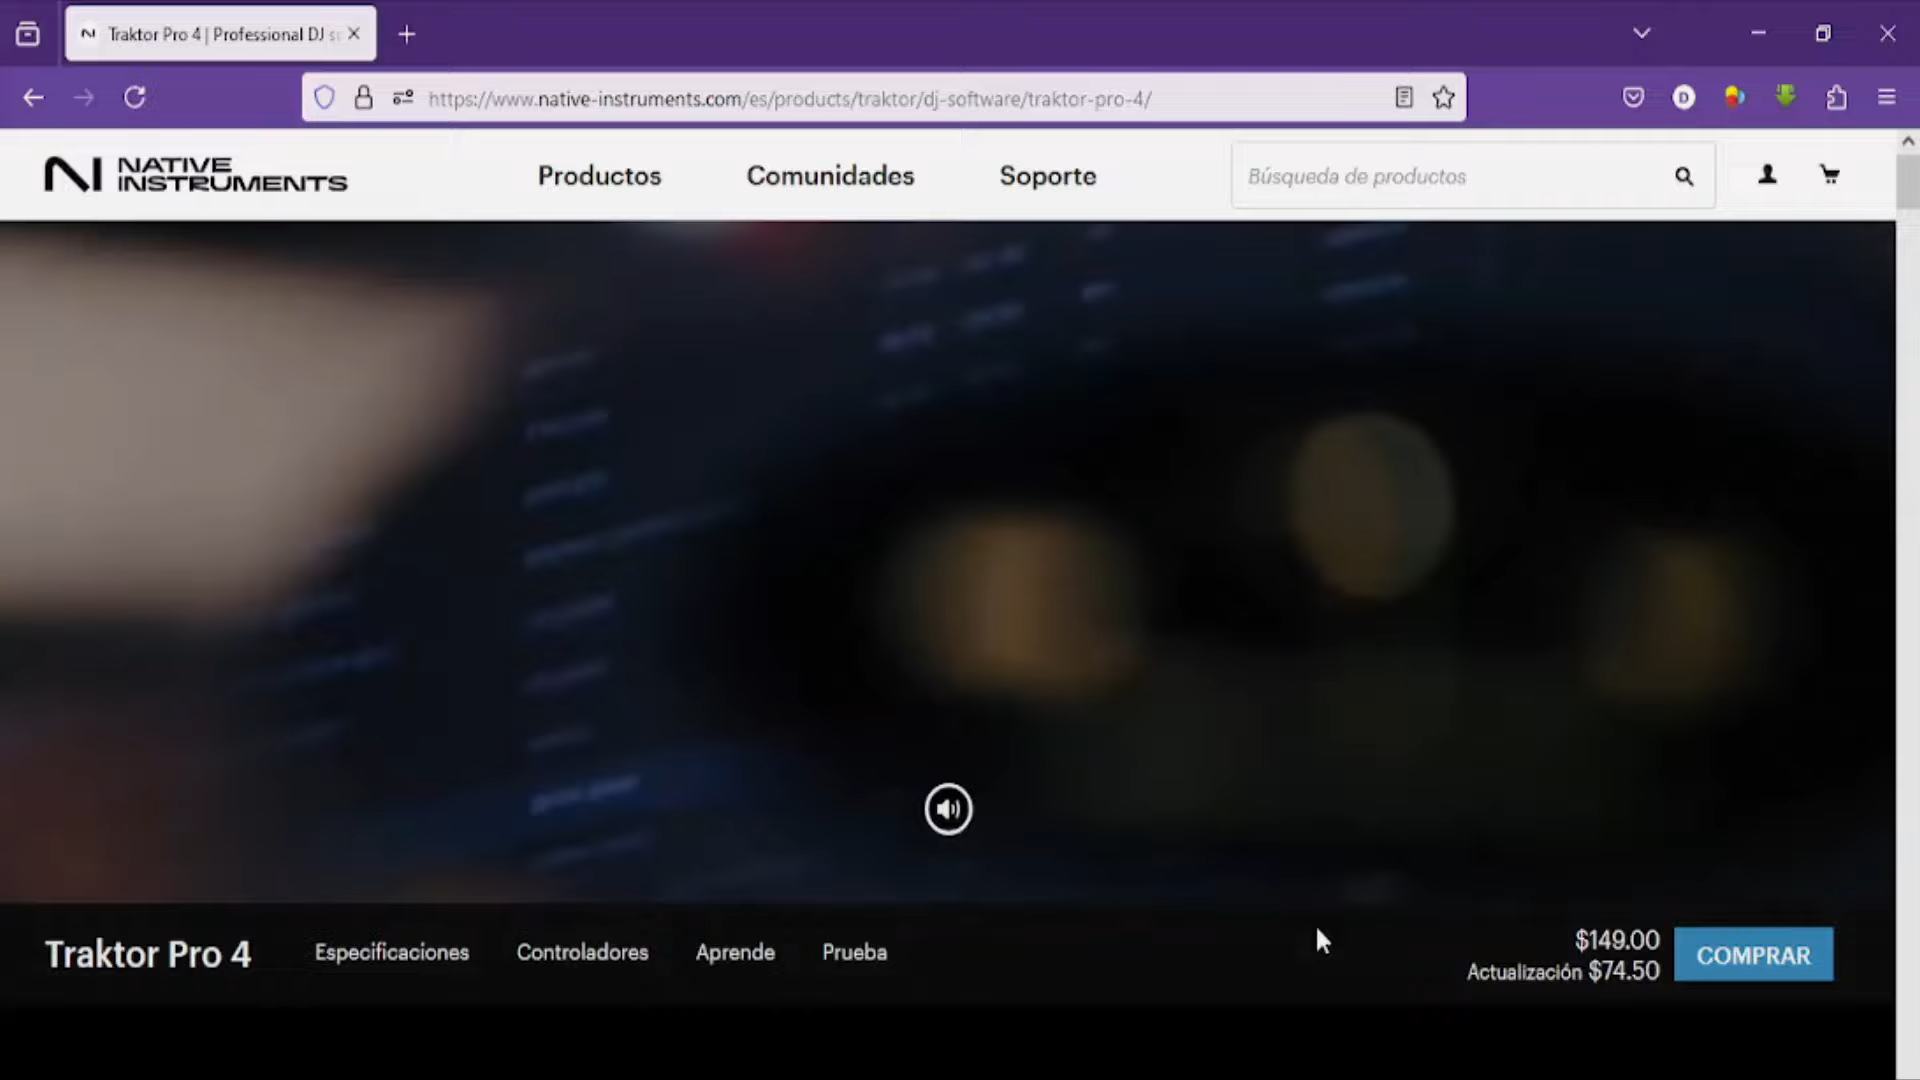 Traktor Pro 4 | Professional DJ s
https://www.native-instruments.com/es/products/traktor/dj-software/traktor-pro-4/
D
NATIVE
INSTRUMENTS
Productos
Comunidades
Soporte
Búsqueda de productos
Traktor Pro 4
Especificaciones
Controladores
Aprende
Prueba
$149.00
Actualización $74.50
COMPRAR